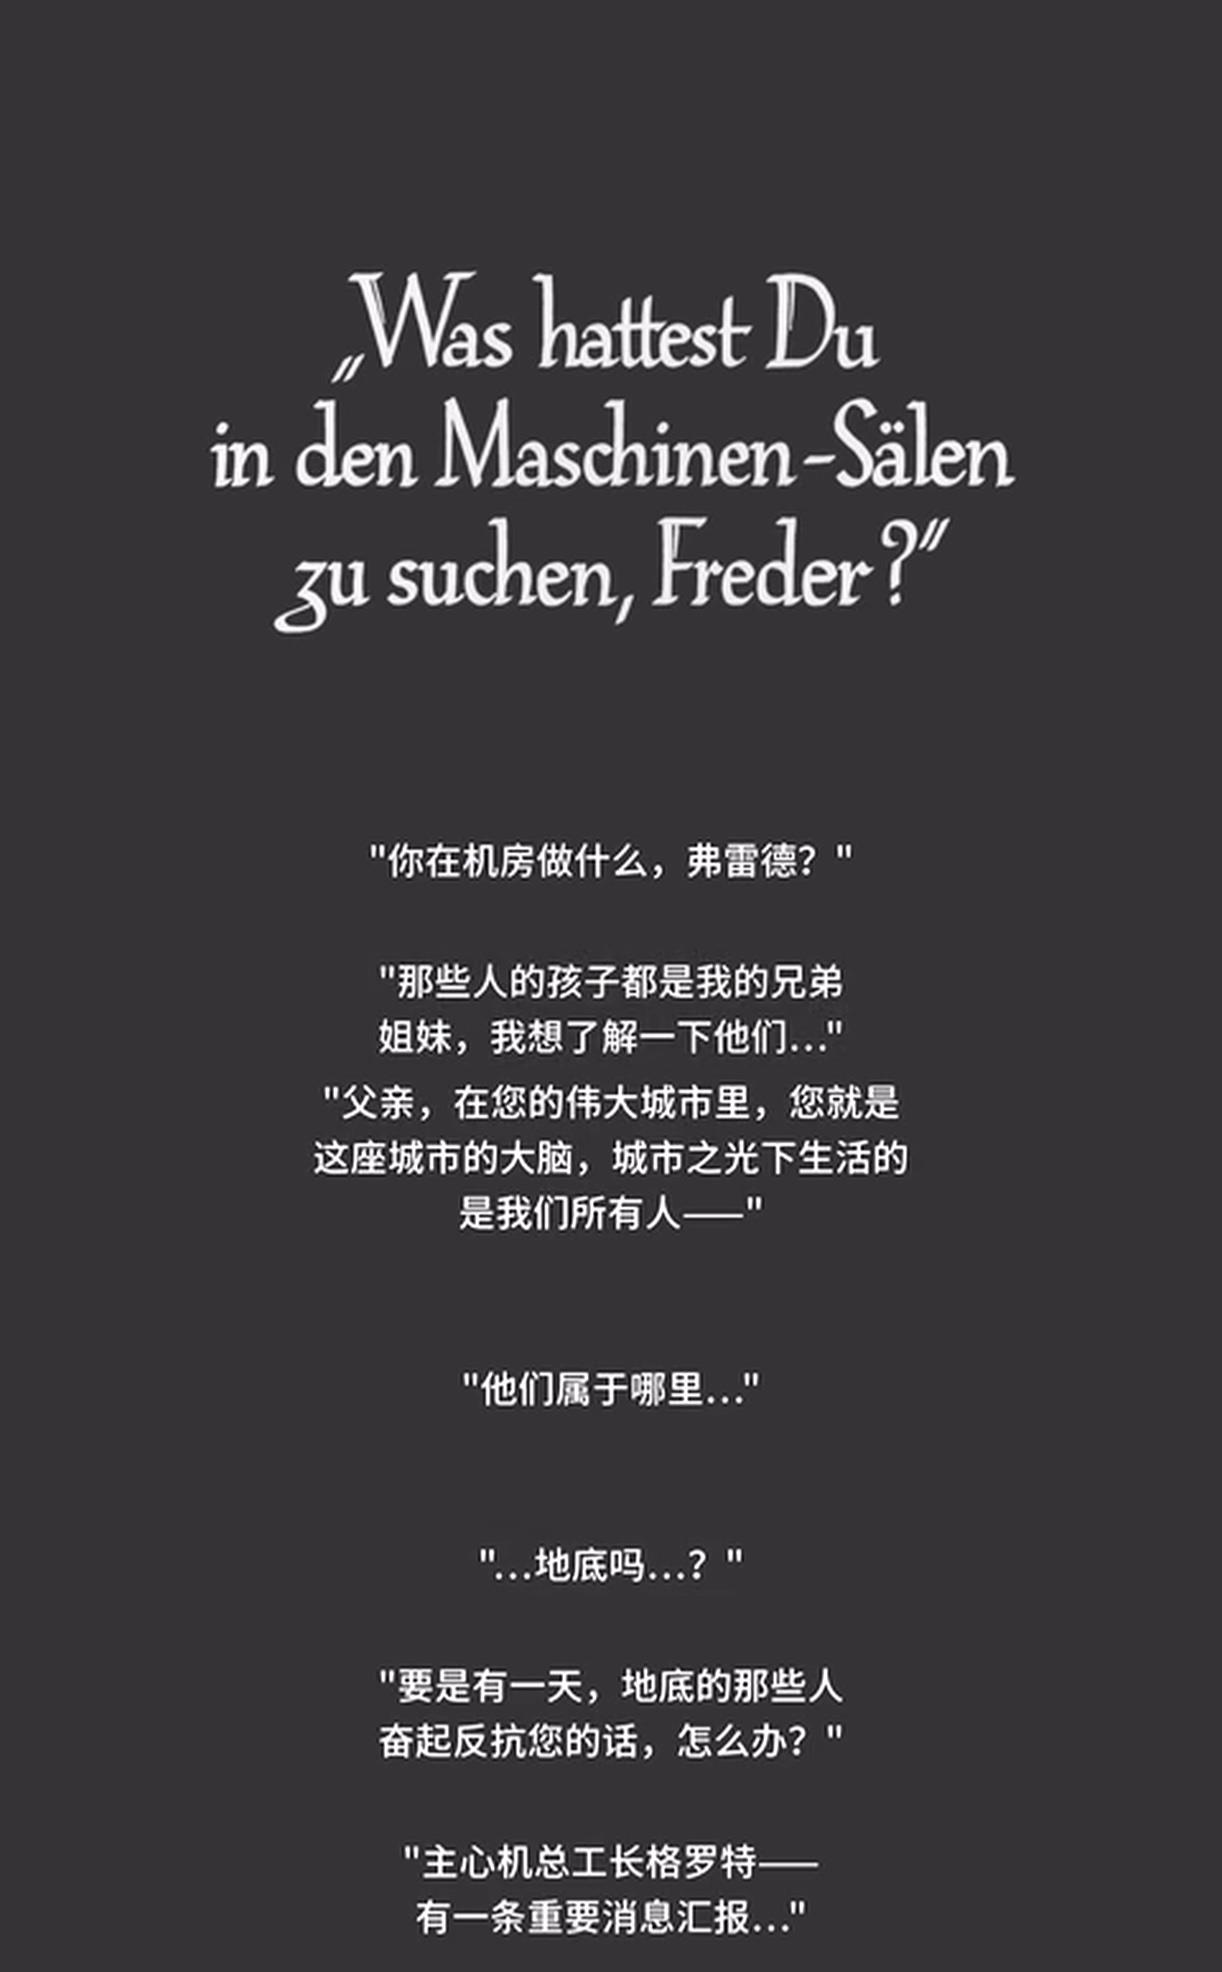 „Was hattest Du
in den Maschinen-Sälen
zu suchen, Freder?"
"你在机房做什么，弗雷德？"
"那些人的孩子都是我的兄弟
姐妹，我想了解一下他们…"
"父亲，在您的伟大城市里，您就是
这座城市的大脑，城市之光下生活的
是我们所有人——"
"他们属于哪里…"
"…地底吗…？"
"要是有一天，地底的那些人
奋起反抗您的话，怎么办？"
"主心机总工长格罗特——
有一条重要消息汇报…"